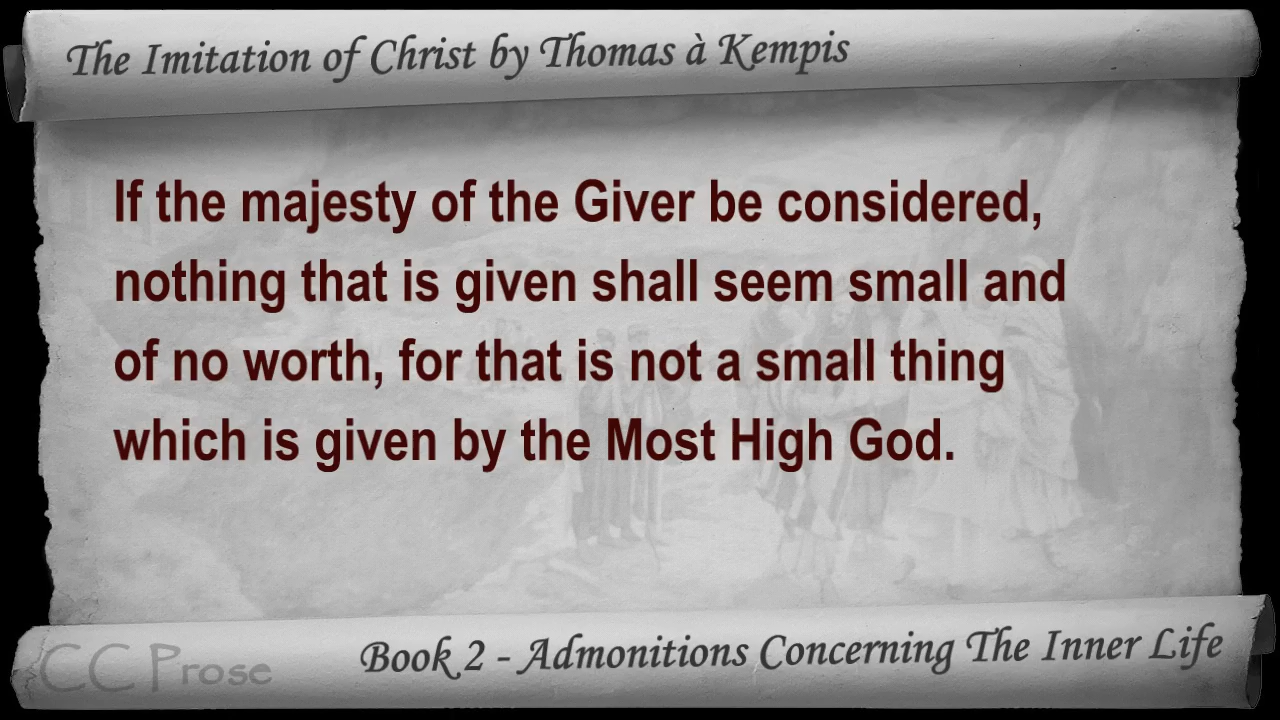 The Imitation of Christ by Thomas à Kempis
If the majesty of the Giver be considered,
nothing that is given shall seem small and
of no worth, for that is not a small thing
which is given by the Most High God.
CC Prose
Book 2 - Admonitions Concerning The Inner Life